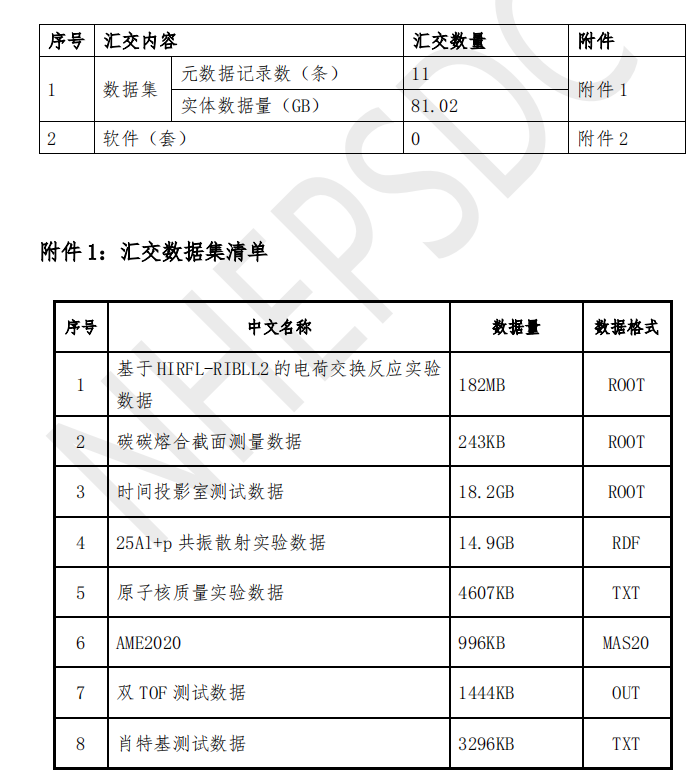 序号 汇交内容 汇交数量 附件
1 数据集 元数据记录数（条） 11 附件 1
实体数据量（GB） 81.02
2 软件（套） 0 附件 2
附件 1：汇交数据集清单
序号 中文名称 数据量 数据格式
1 基于 HIRFL-RIBLL2 的电荷交换反应实验 182MB ROOT
数据
2 碳碳熔合截面测量数据 243KB ROOT
3 时间投影室测试数据 18.2GB ROOT
4 25Al+p 共振散射实验数据 14.9GB RDF
5 原子核质量实验数据 4607KB TXT
6 AME2020 996KB MAS20
7 双 TOF 测试数据 1444KB OUT
8 肖特基测试数据 3296KB TXT
NHEPSDC